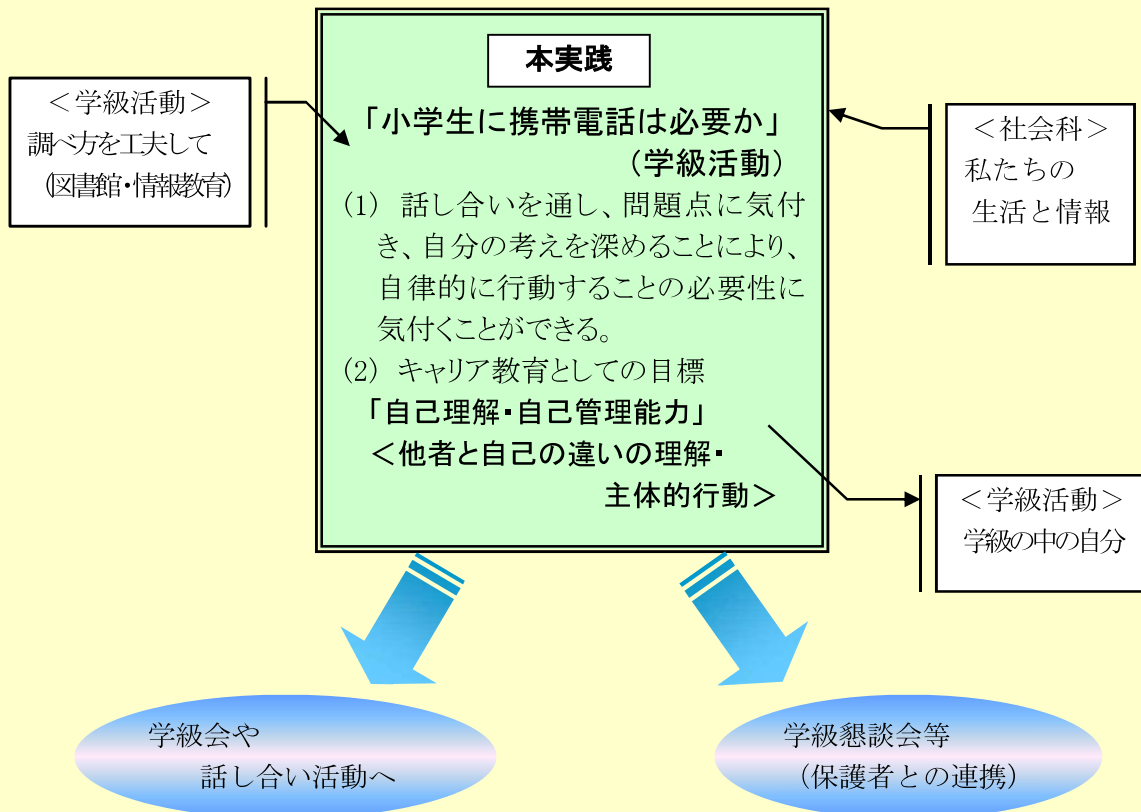 本実践
「小学生に携帯電話は必要か」
(学級活動)
(1) 話し合いを通し、問題点に気付
き、自分の考えを深めることにより、
自律的に行動することの必要性に
気付くことができる。
(2) キャリア教育としての目標
「自己理解・自己管理能力」
＜他者と自己の違いの理解・
主体的行動＞
＜学級活動＞
調べ方を工夫して
(図書館・情報教育)
＜社会科＞
私たちの
生活と情報
＜学級活動＞
学級の中の自分
学級会や
話し合い活動へ
学級懇談会等
(保護者との連携)